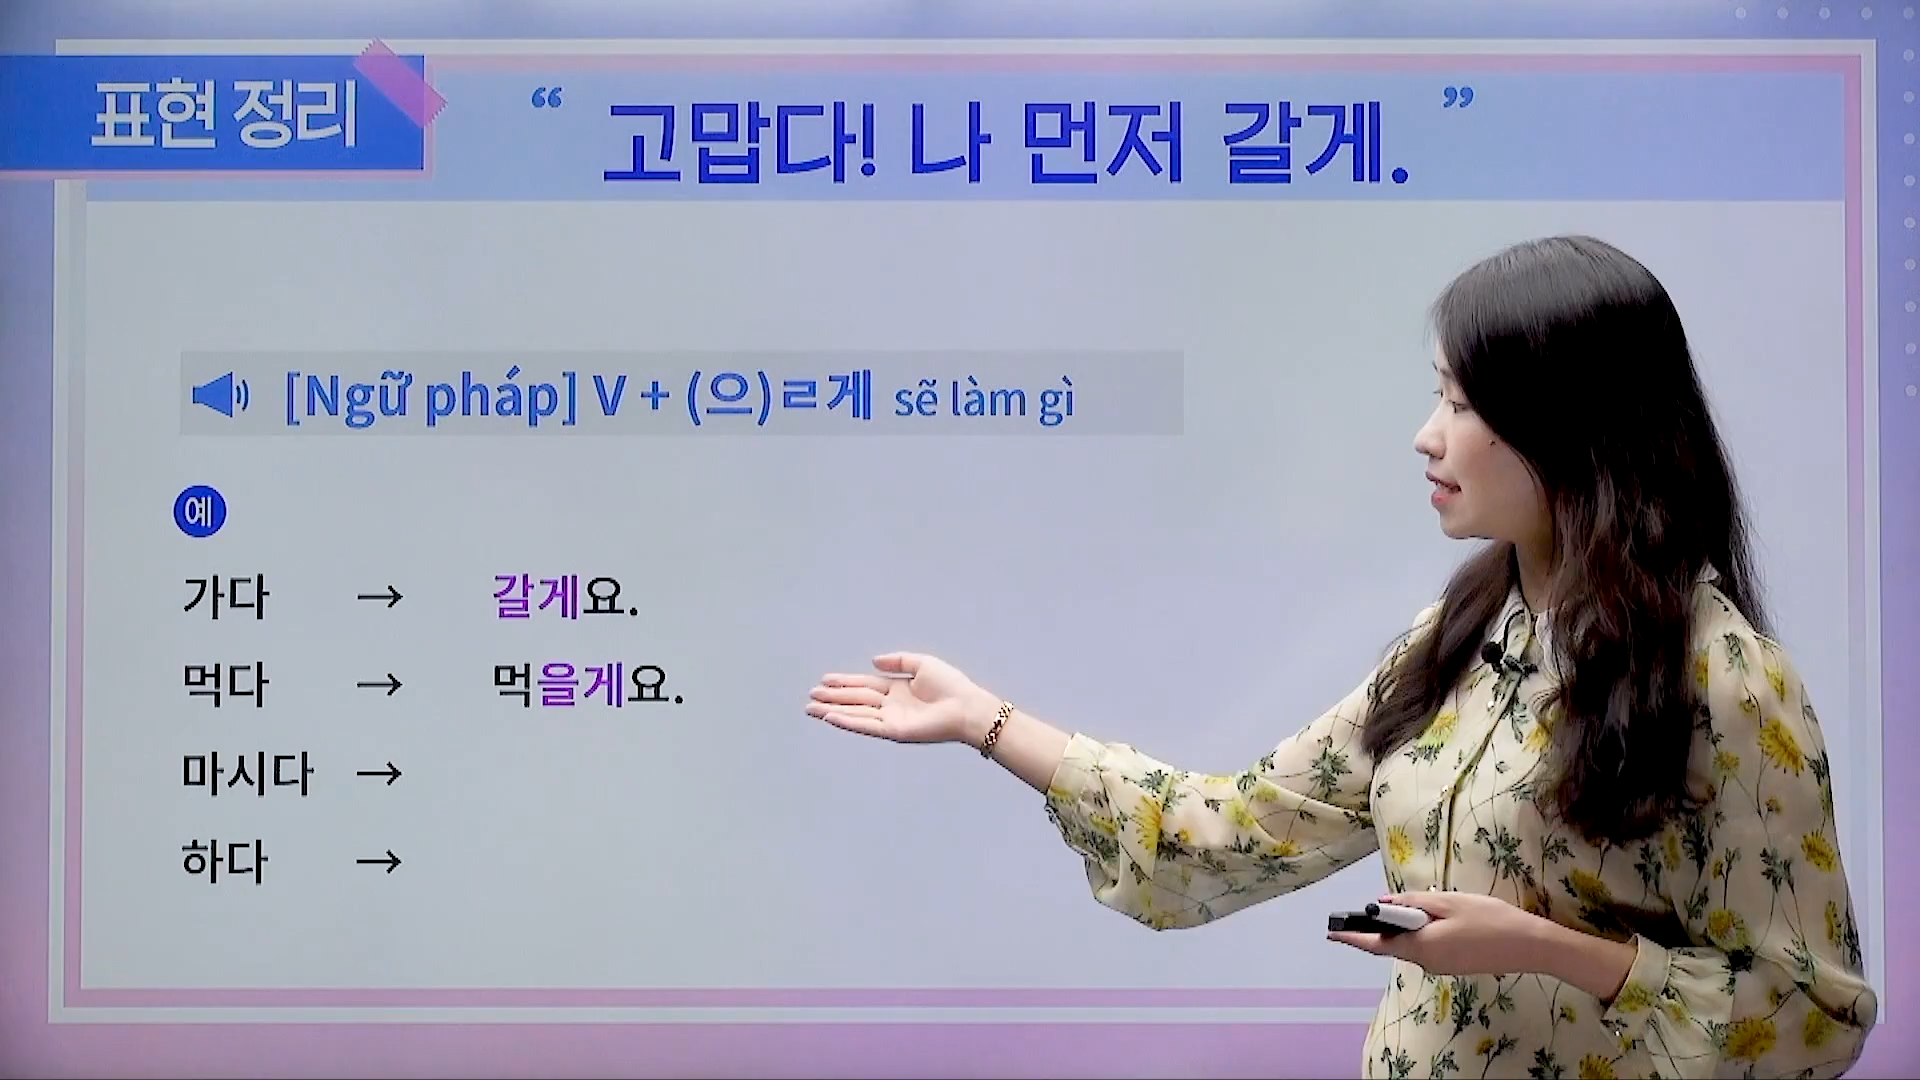 표현 정리
“ 고맙다! 나 먼저 갈게. ”
[Ngữ pháp] V + (으)ㄹ게 sẽ làm gì
예
가다 → 갈게요.
먹다 → 먹을게요.
마시다 →
하다 →